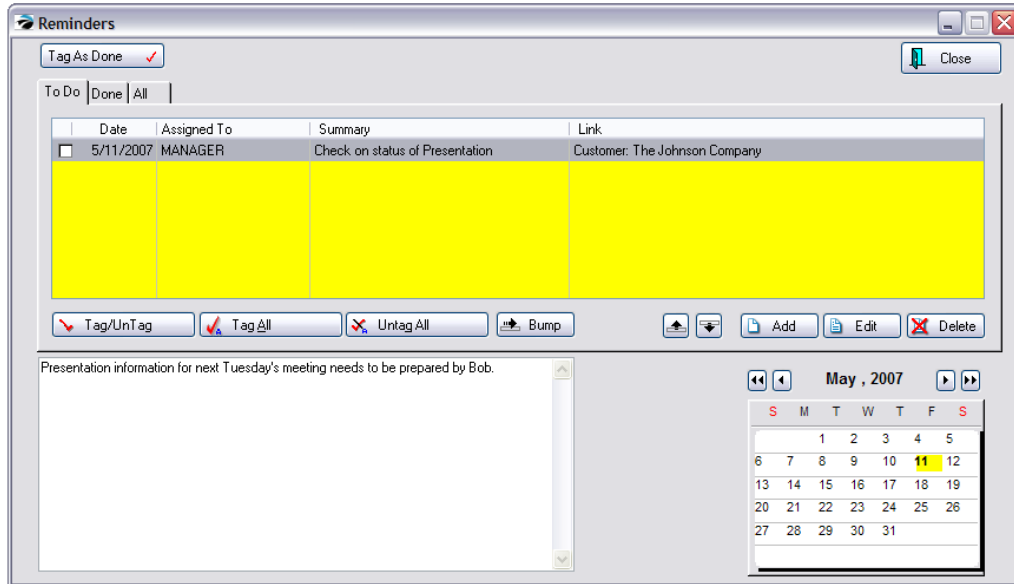 Reminders
Tag As Done
Close
To Do Done All
Date Assigned To Summary Link
5/11/2007 MANAGER Check on status of Presentation Customer: The Johnson Company
Tag/UnTag Tag All Untag All Bump Add Edit Delete
Presentation information for next Tuesday's meeting needs to be prepared by Bob.
May , 2007
S M T W T F S
1 2 3 4 5
6 7 8 9 10 11 12
13 14 15 16 17 18 19
20 21 22 23 24 25 26
27 28 29 30 31